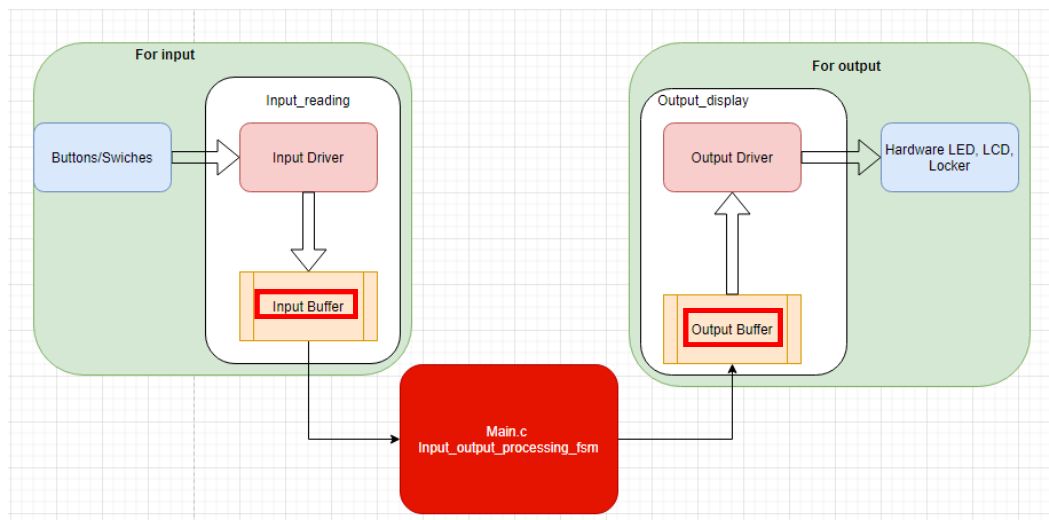 For input
Input_reading
Buttons/Swiches
Input Driver
Input Buffer
Main.c
Input_output_processing_fsm
For output
Output_display
Output Driver
Hardware LED, LCD,
Locker
Output Buffer